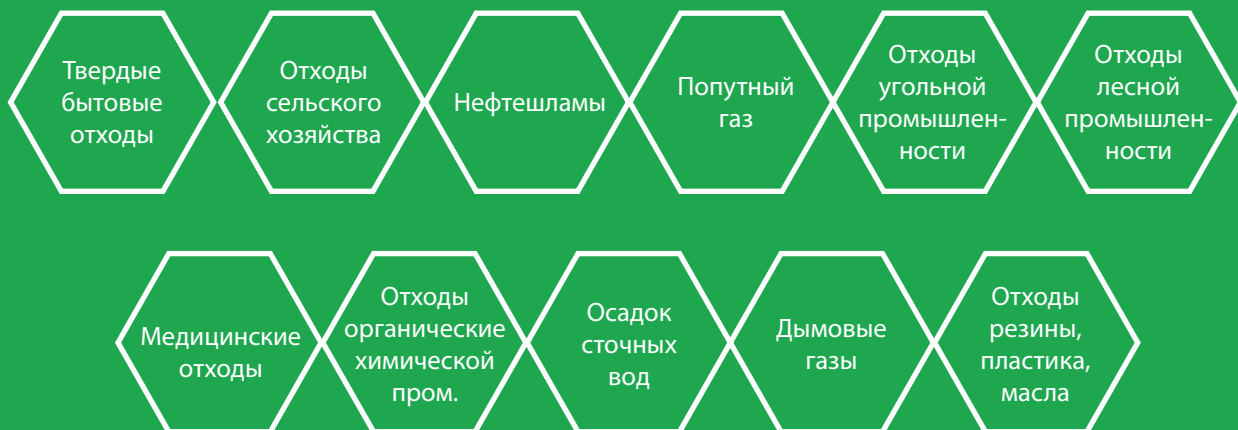 Твердые
бытовые
отходы
Отходы
сельского
хозяйства
Нефтешламы
Попутный
газ
Отходы
угольной
промышлен-
ности
Отходы
лесной
промышлен-
ности
Медицинские
отходы
Отходы
органические
химической
пром.
Осадок
сточных
вод
Дымовые
газы
Отходы
резины,
пластика,
масла